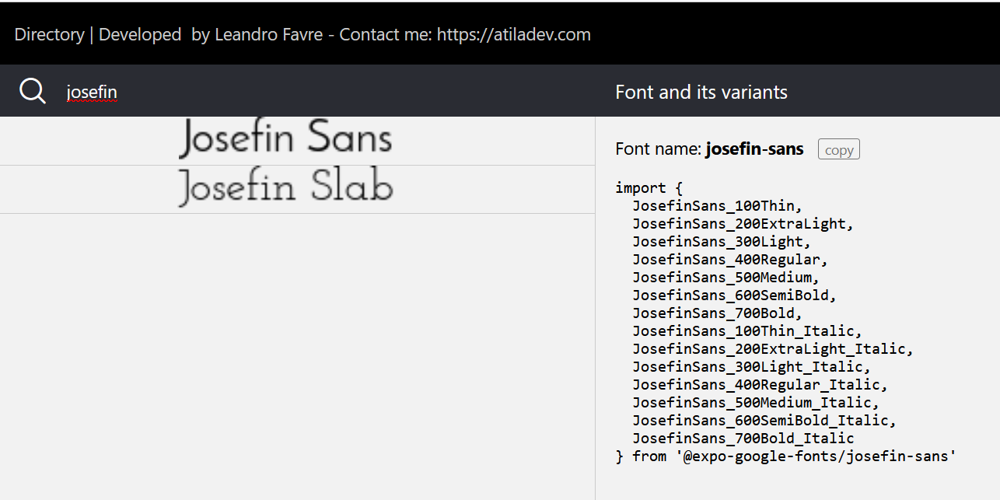 Directory | Developed  by Leandro Favre - Contact me: https://atiladev.com
josefin
Font and its variants
Josefin Sans
Josefin Slab
Font name: josefin-sans copy
import {
  JosefinSans_100Thin,
  JosefinSans_200ExtraLight,
  JosefinSans_300Light,
  JosefinSans_400Regular,
  JosefinSans_500Medium,
  JosefinSans_600SemiBold,
  JosefinSans_700Bold,
  JosefinSans_100Thin_Italic,
  JosefinSans_200ExtraLight_Italic,
  JosefinSans_300Light_Italic,
  JosefinSans_400Regular_Italic,
  JosefinSans_500Medium_Italic,
  JosefinSans_600SemiBold_Italic,
  JosefinSans_700Bold_Italic
} from '@expo-google-fonts/josefin-sans'